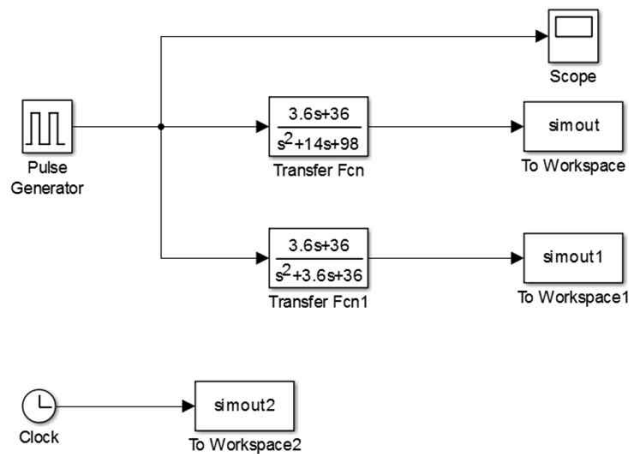 Scope
Pulse
Generator
3.6s+36
s²+14s+98
Transfer Fcn
simout
To Workspace
3.6s+36
s²+3.6s+36
Transfer Fcn1
simout1
To Workspace1
Clock
simout2
To Workspace2